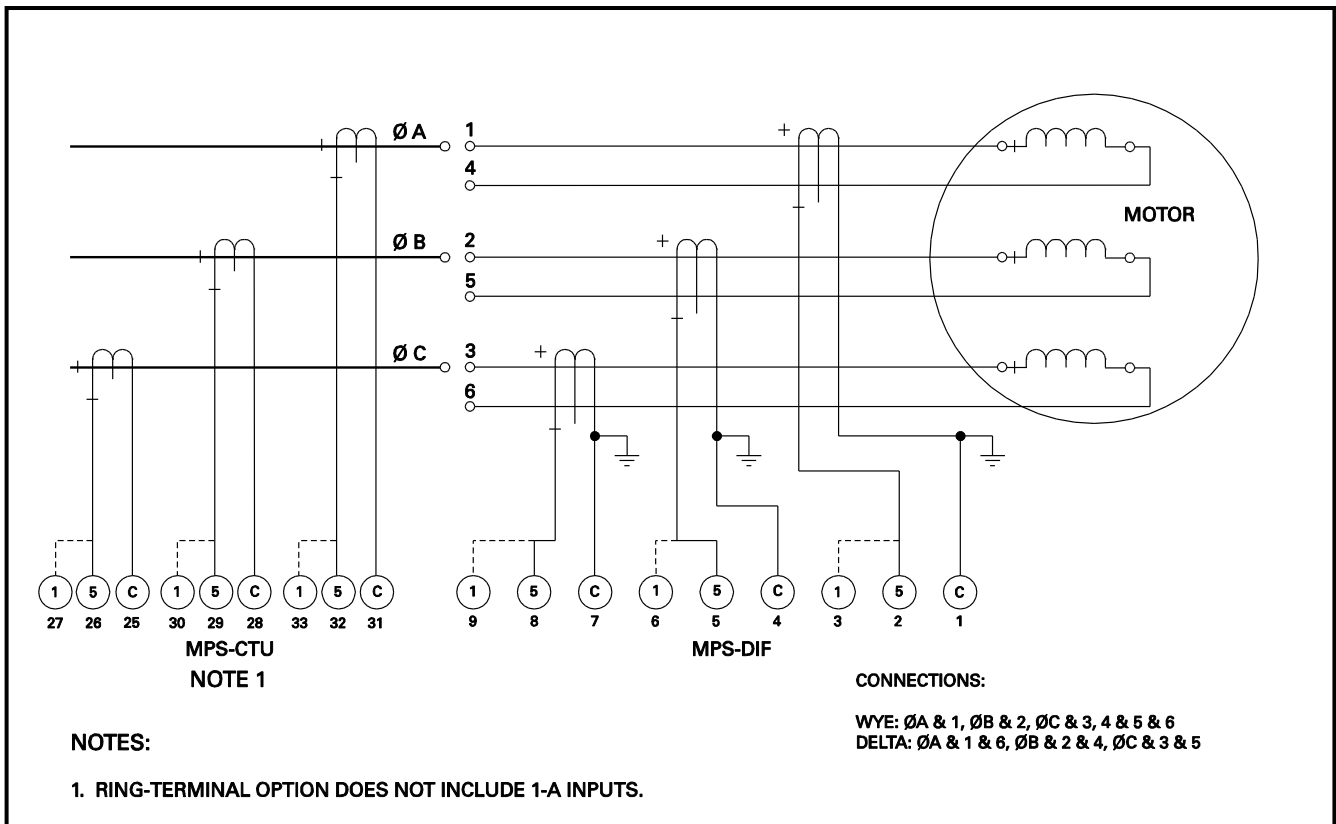 Ø A
1
4
MOTOR
Ø B
2
5
Ø C
3
6
1 5 C 1 5 C 1 5 C 1 5 C 1 5 C 1 5 C
27 26 25 30 29 28 33 32 31 9 8 7 6 5 4 3 2 1
MPS-CTU MPS-DIF
NOTE 1
CONNECTIONS:
WYE: ØA & 1, ØB & 2, ØC & 3, 4 & 5 & 6
DELTA: ØA & 1 & 6, ØB & 2 & 4, ØC & 3 & 5
NOTES:
1. RING-TERMINAL OPTION DOES NOT INCLUDE 1-A INPUTS.